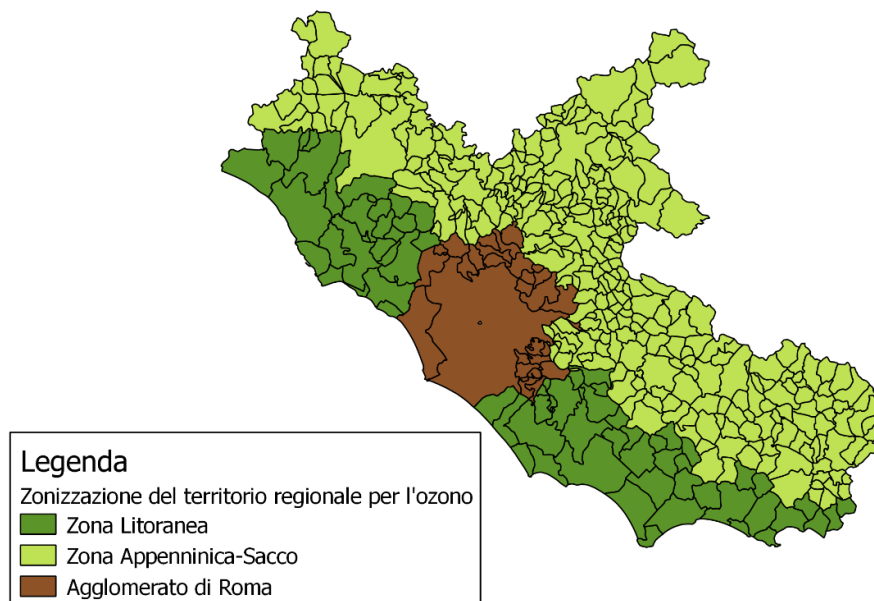 Legenda
Zonizzazione del territorio regionale per l'ozono
Zona Litoranea
Zona Appenninica-Sacco
Agglomerato di Roma